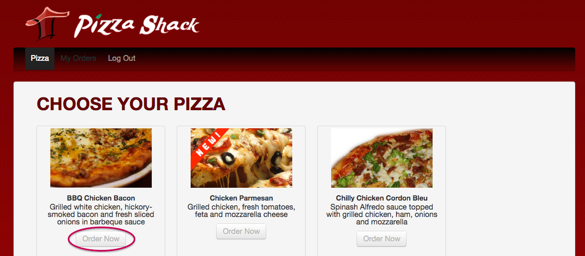 Pizza Shack
Pizza My Orders Log Out
CHOOSE YOUR PIZZA
NEW!
BBQ Chicken Bacon
Grilled white chicken, hickory-
smoked bacon and fresh sliced
onions in barbeque sauce
Order Now
Chicken Parmesan
Grilled chicken, fresh tomatoes,
feta and mozzarella cheese
Order Now
Chilly Chicken Cordon Bleu
Spinash Alfredo sauce topped
with grilled chicken, ham, onions
and mozzarella
Order Now